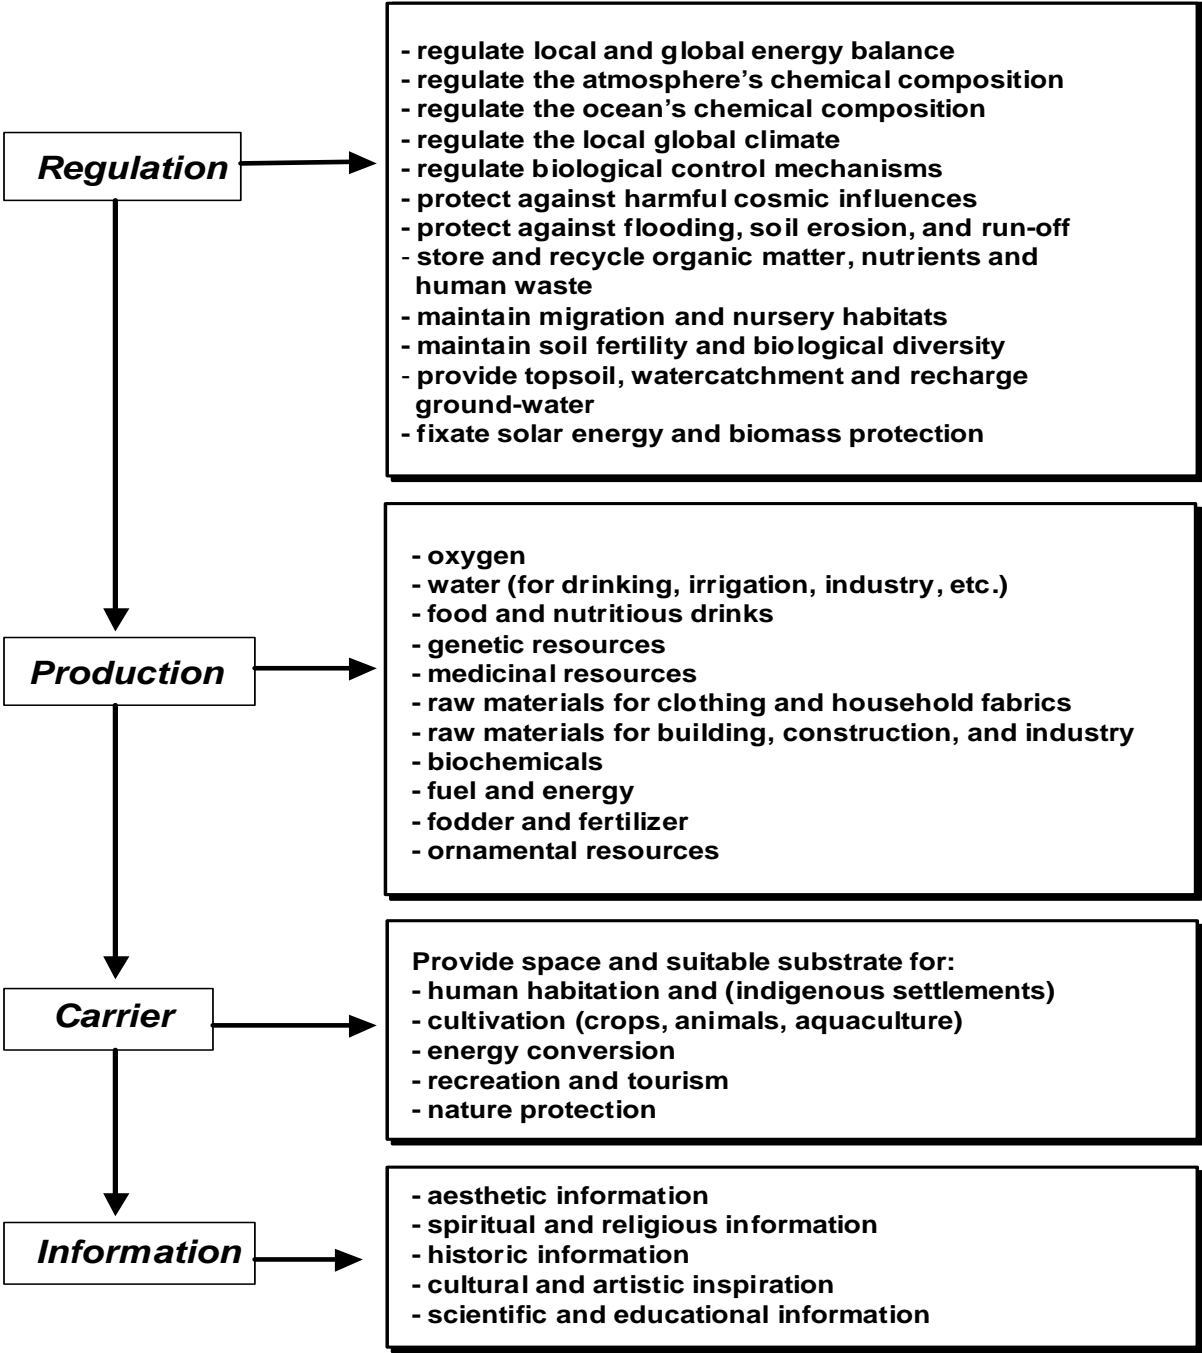 Regulation
- regulate local and global energy balance
- regulate the atmosphere’s chemical composition
- regulate the ocean’s chemical composition
- regulate the local global climate
- regulate biological control mechanisms
- protect against harmful cosmic influences
- protect against flooding, soil erosion, and run-off
- store and recycle organic matter, nutrients and
human waste
- maintain migration and nursery habitats
- maintain soil fertility and biological diversity
- provide topsoil, watercatchment and recharge
ground-water
- fixate solar energy and biomass protection
Production
- oxygen
- water (for drinking, irrigation, industry, etc.)
- food and nutritious drinks
- genetic resources
- medicinal resources
- raw materials for clothing and household fabrics
- raw materials for building, construction, and industry
- biochemicals
- fuel and energy
- fodder and fertilizer
- ornamental resources
Carrier
Provide space and suitable substrate for:
- human habitation and (indigenous settlements)
- cultivation (crops, animals, aquaculture)
- energy conversion
- recreation and tourism
- nature protection
Information
- aesthetic information
- spiritual and religious information
- historic information
- cultural and artistic inspiration
- scientific and educational information